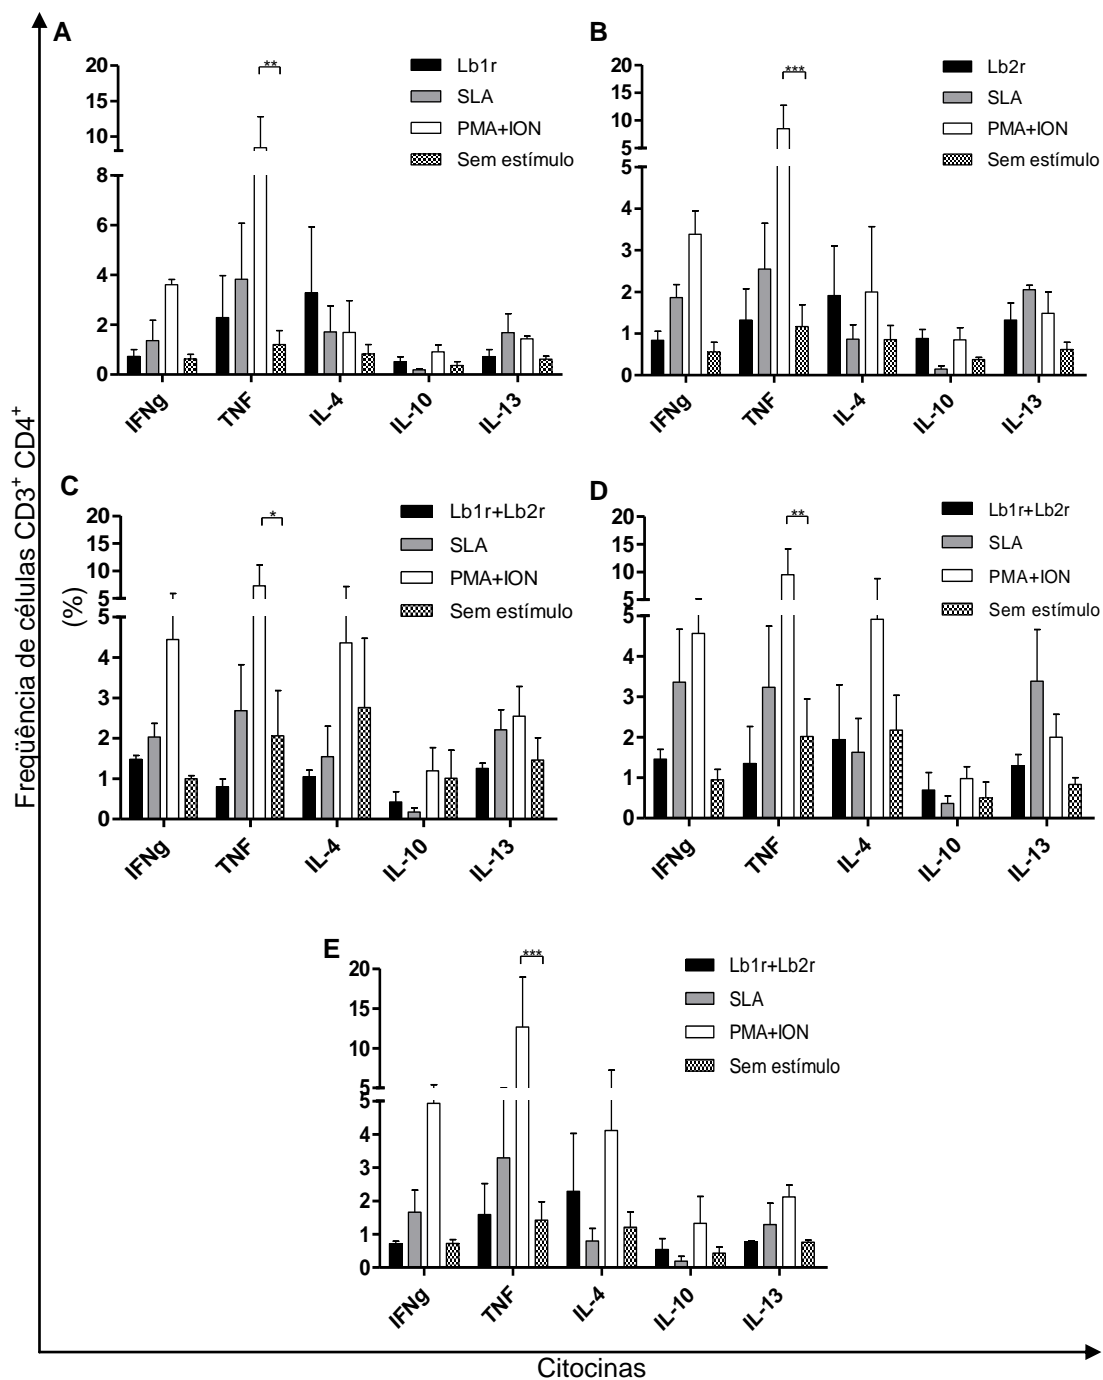 A
20
15
10
8
6
4
2
0
**
Lb1r
SLA
PMA+ION
Sem estímulo
IFNg
TNF
IL-4
IL-10
IL-13
B
20
15
10
5
5
4
3
2
1
0
***
Lb2r
SLA
PMA+ION
Sem estímulo
IFNg
TNF
IL-4
IL-10
IL-13
Freqüência de células CD3⁺ CD4⁺
(%)
C
20
15
10
5
5
4
3
2
1
0
*
Lb1r+Lb2r
SLA
PMA+ION
Sem estímulo
IFNg
TNF
IL-4
IL-10
IL-13
D
20
15
10
5
5
4
3
2
1
0
**
Lb1r+Lb2r
SLA
PMA+ION
Sem estímulo
IFNg
TNF
IL-4
IL-10
IL-13
E
20
15
10
5
5
4
3
2
1
0
***
Lb1r+Lb2r
SLA
PMA+ION
Sem estímulo
IFNg
TNF
IL-4
IL-10
IL-13
Citocinas